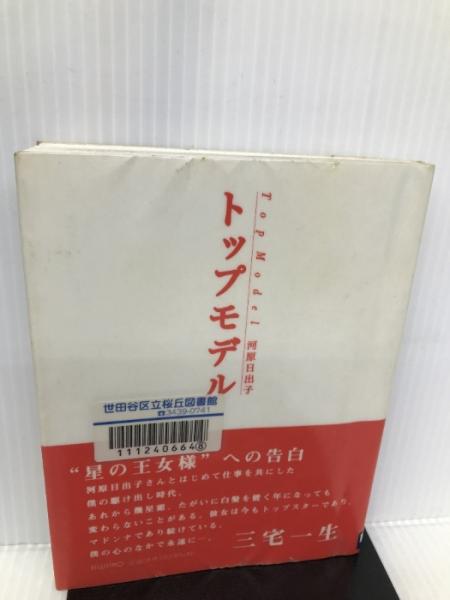 Top Model
トップモデル
河原日出子
世田谷区立桜丘図書館
☎3439-0741
111240664⑧
“星の王女様”への告白
河原日出子さんとはじめて仕事を共にした
僕の駆け出し時代。
あれから幾星霜、たがいに白髪を戴く年になっても
変わらないことがある。彼女は今もトップスターであり、
マドンナであり続けている。
僕の心のなかで永遠に―。
三宅一生